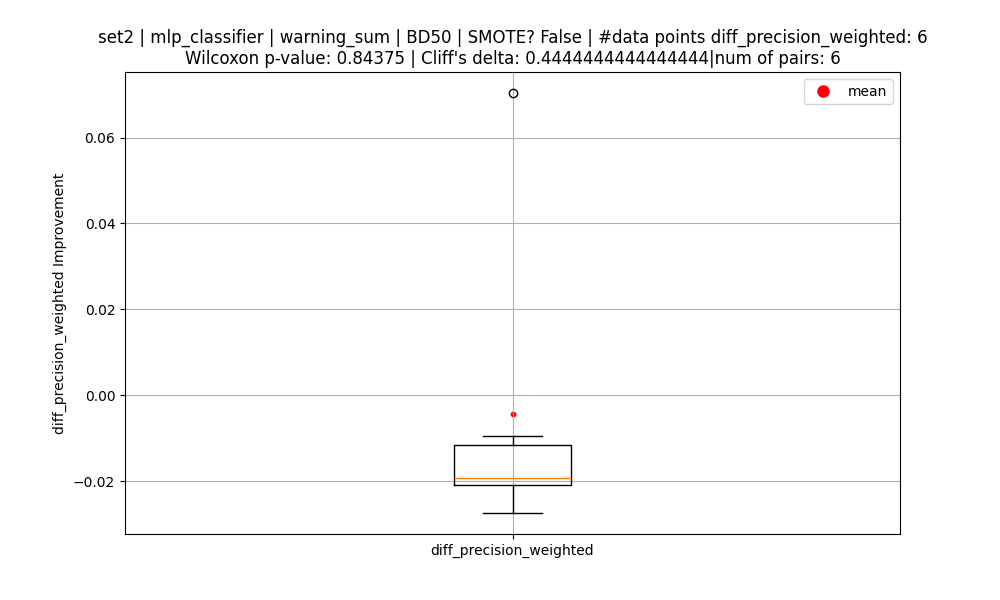 set2 | mlp_classifier | warning_sum | BD50 | SMOTE? False | #data points diff_precision_weighted: 6
Wilcoxon p-value: 0.84375 | Cliff's delta: 0.4444444444444444|num of pairs: 6
mean
0.06
0.04
0.02
0.00
−0.02
diff_precision_weighted Improvement
diff_precision_weighted